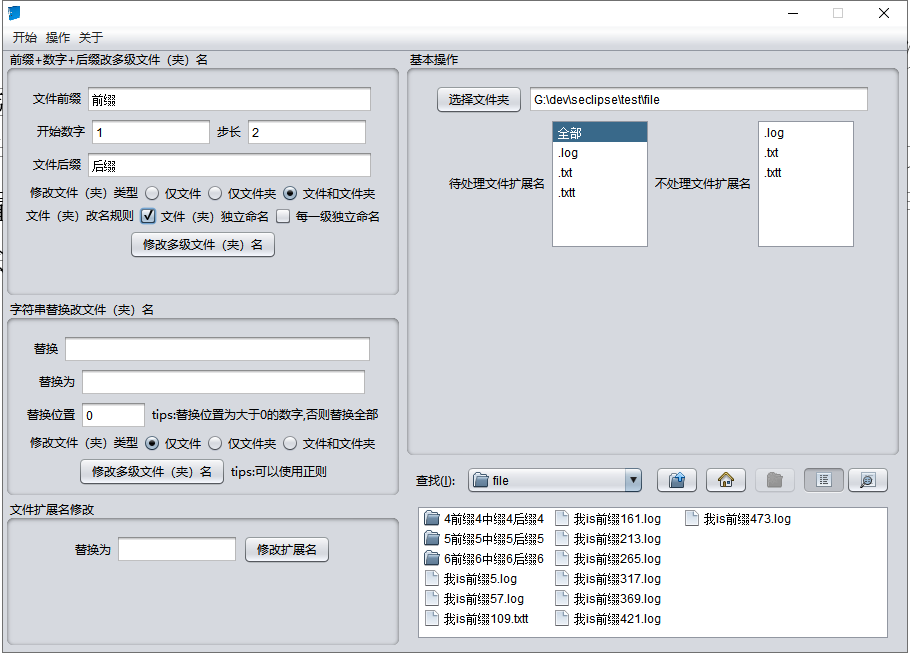 开始 操作 关于
前缀+数字+后缀改多级文件（夹）名
文件前缀 前缀
开始数字 1 步长 2
文件后缀 后缀
修改文件（夹）类型 仅文件 仅文件夹 文件和文件夹
文件（夹）改名规则 文件（夹）独立命名 每一级独立命名
修改多级文件（夹）名
字符串替换改文件（夹）名
替换
替换为
替换位置 0 tips:替换位置为大于0的数字,否则替换全部
修改文件（夹）类型 仅文件 仅文件夹 文件和文件夹
修改多级文件（夹）名 tips:可以使用正则
文件扩展名修改
替换为 修改扩展名
基本操作
选择文件夹 G:\dev\seclipse\test\file
待处理文件扩展名
全部
.log
.txt
.txtt
不处理文件扩展名
.log
.txt
.txtt
查找(I): file
4前缀4中缀4后缀4 我is前缀161.log 我is前缀473.log
5前缀5中缀5后缀5 我is前缀213.log
6前缀6中缀6后缀6 我is前缀265.log
我is前缀5.log 我is前缀317.log
我is前缀57.log 我is前缀369.log
我is前缀109.txtt 我is前缀421.log